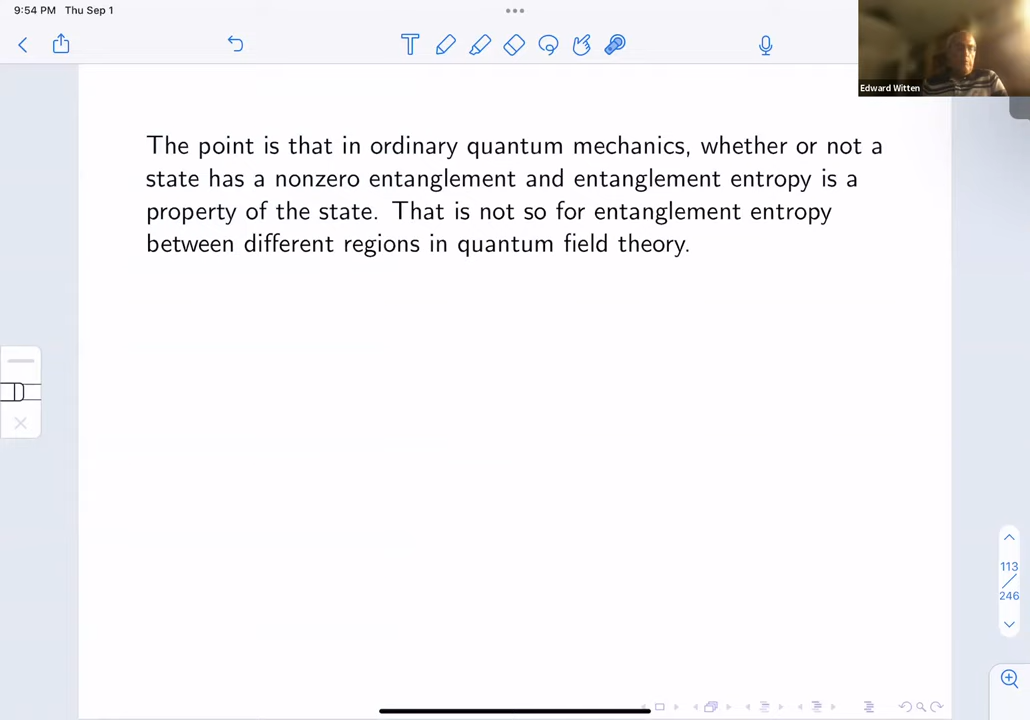 9:54 PM Thu Sep 1
Edward Witten
The point is that in ordinary quantum mechanics, whether or not a
state has a nonzero entanglement and entanglement entropy is a
property of the state. That is not so for entanglement entropy
between different regions in quantum field theory.
113
/
246